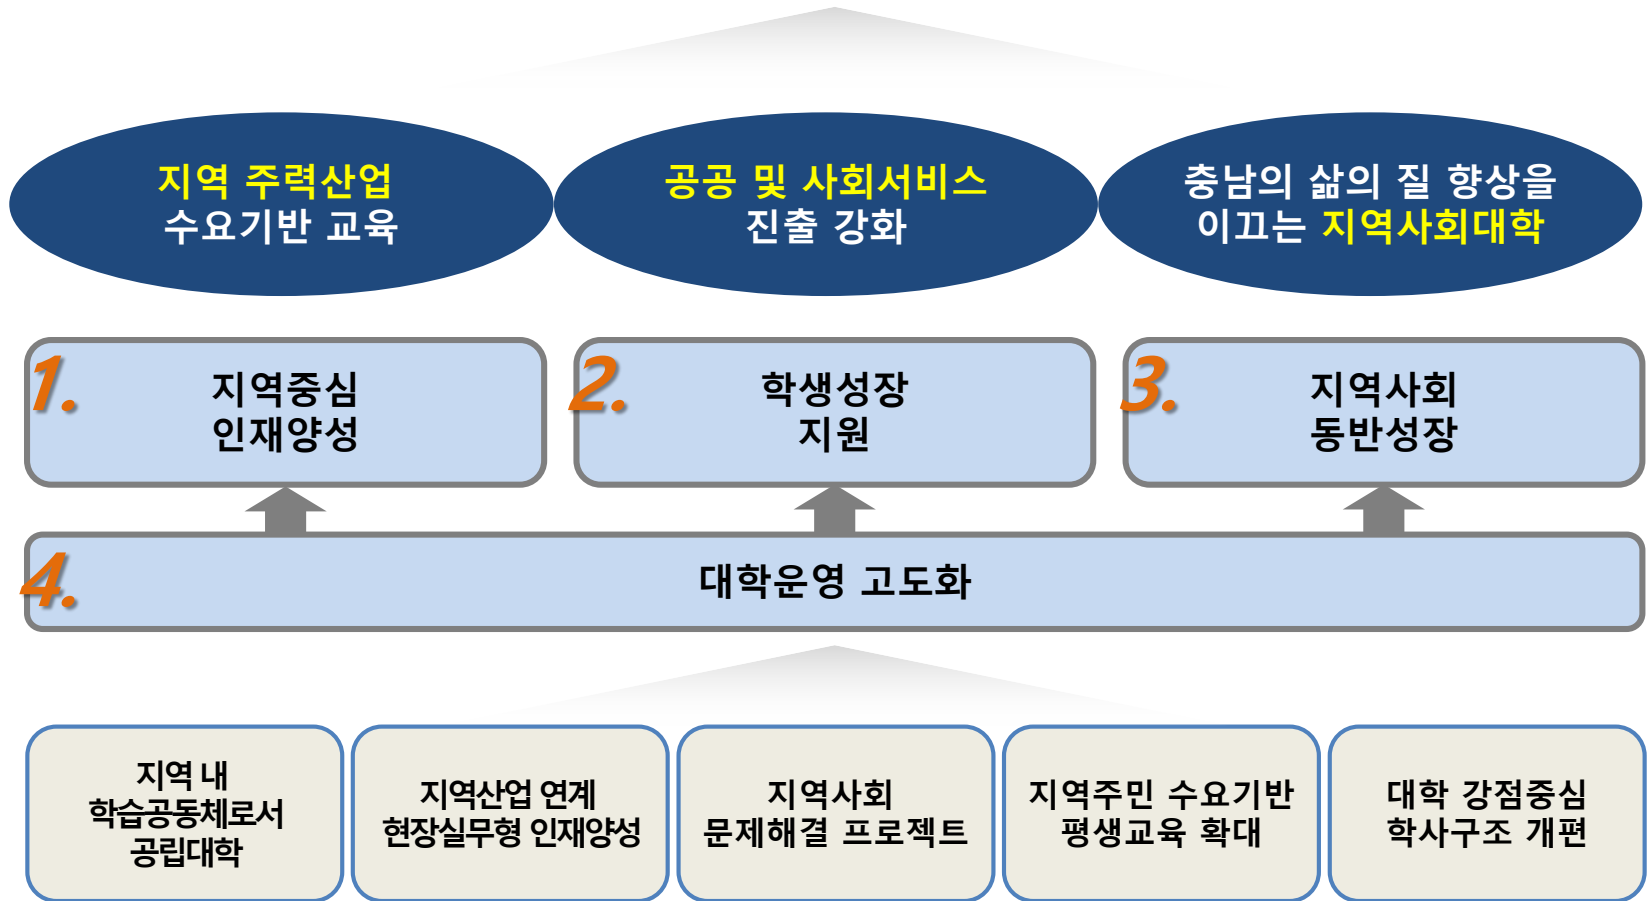 지역 주력산업
수요기반 교육
공공 및 사회서비스
진출 강화
충남의 삶의 질 향상을
이끄는 지역사회대학
1.
지역중심
인재양성
2.
학생성장
지원
3.
지역사회
동반성장
4.
대학운영 고도화
지역 내
학습공동체로서
공립대학
지역산업 연계
현장실무형 인재양성
지역사회
문제해결 프로젝트
지역주민 수요기반
평생교육 확대
대학 강점중심
학사구조 개편